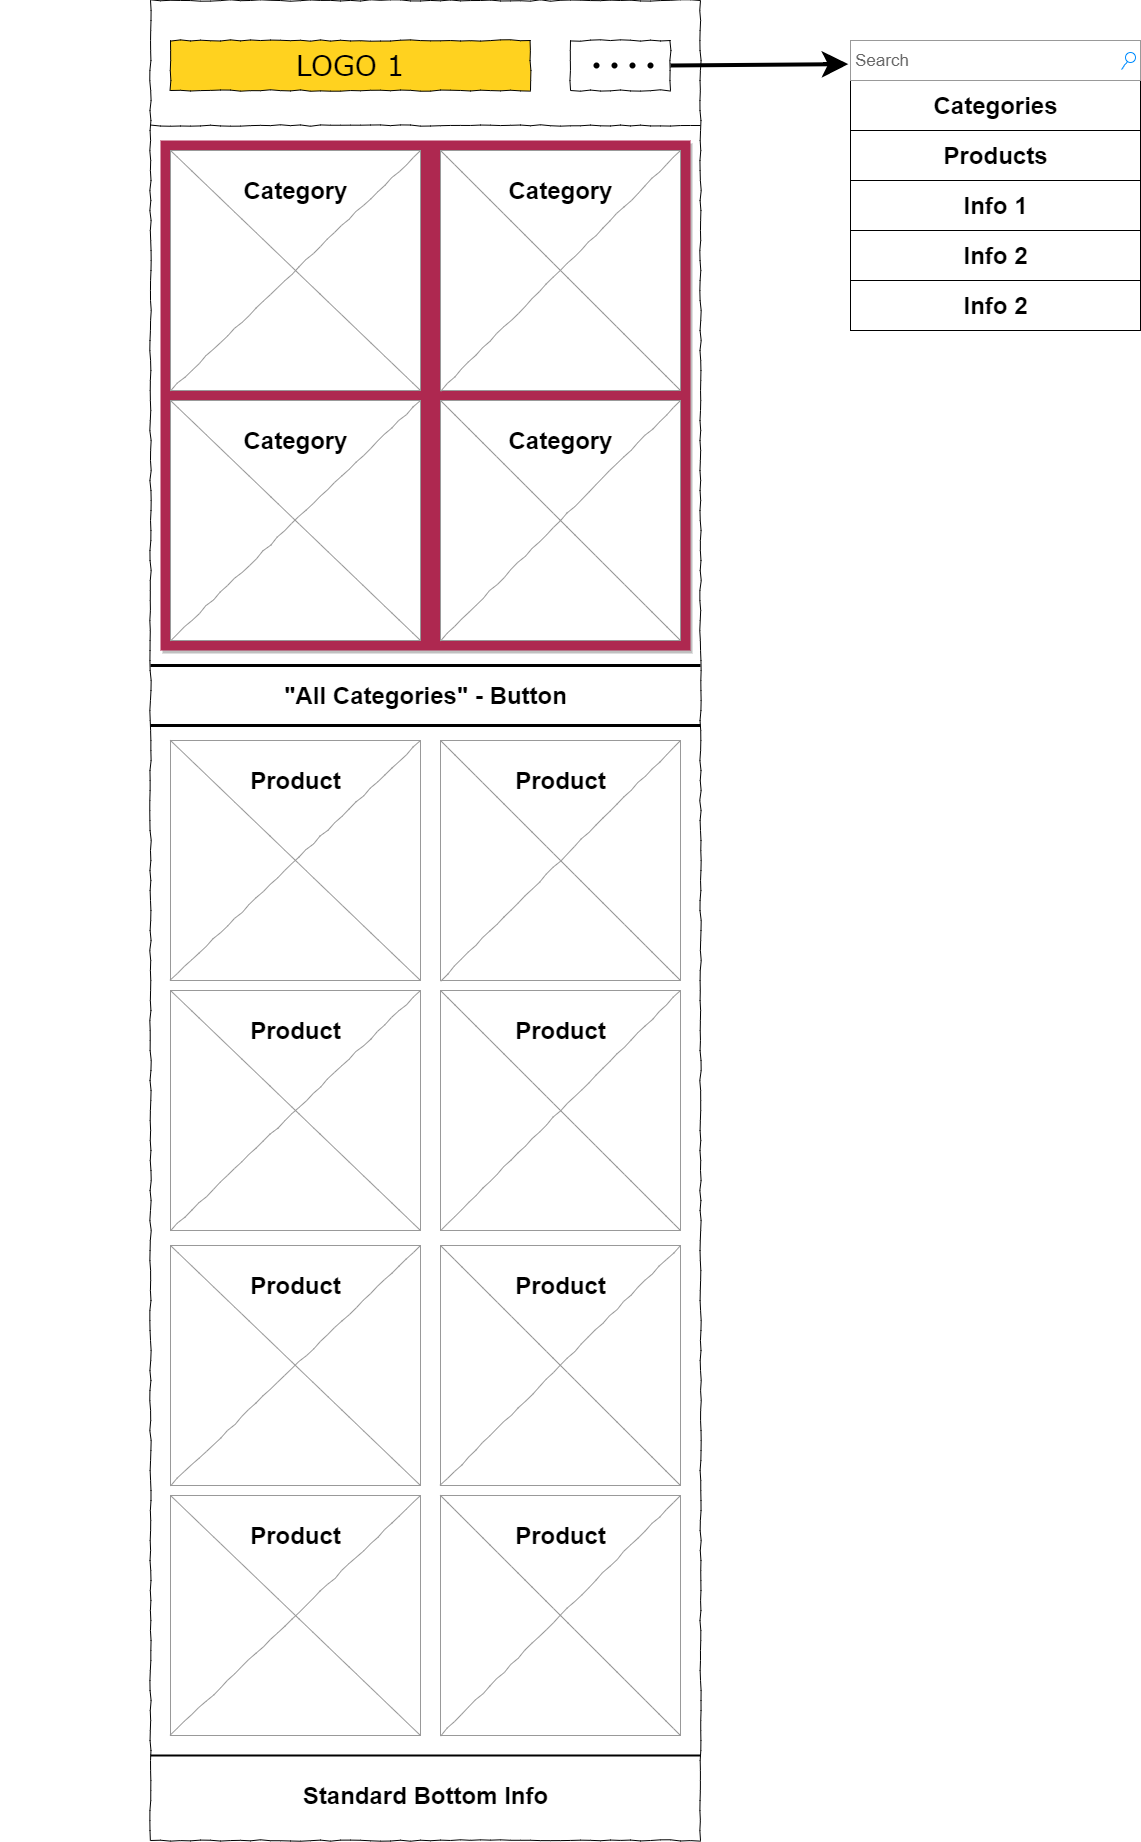 LOGO 1
• • • •
Search
Categories
Products
Info 1
Info 2
Info 2
Category
Category
Category
Category
"All Categories" - Button
Product
Product
Product
Product
Product
Product
Product
Product
Standard Bottom Info